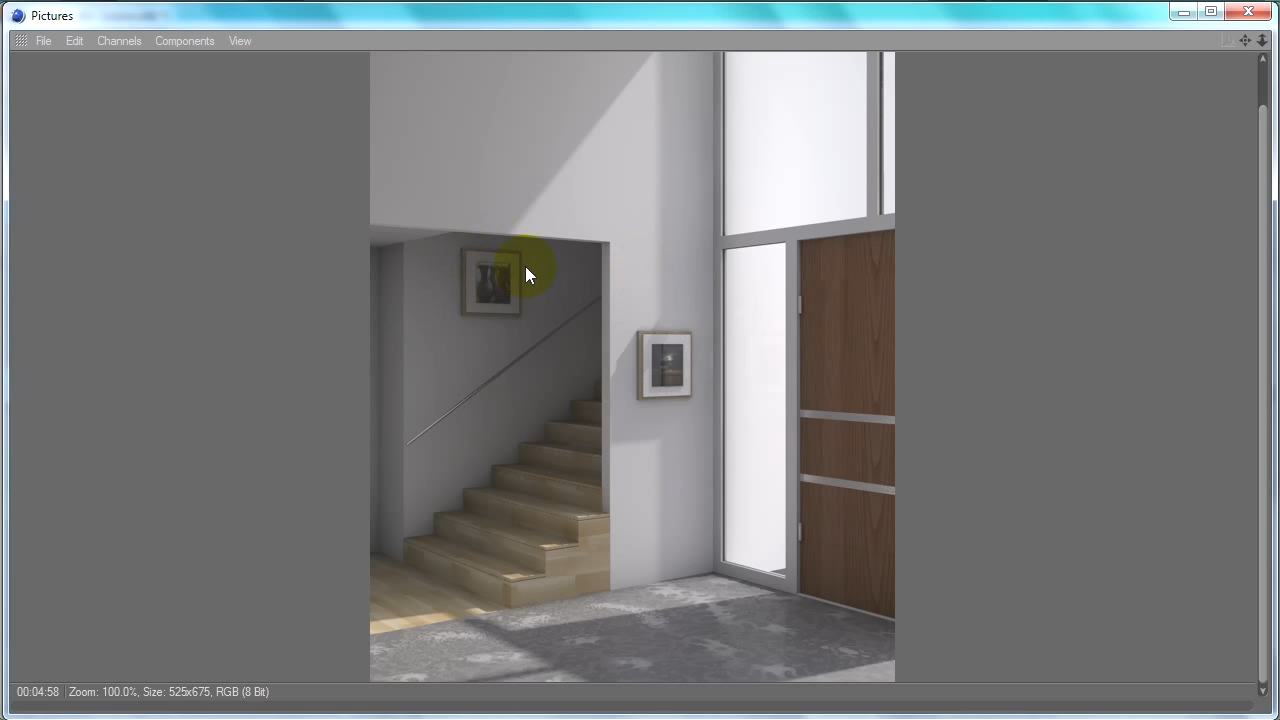 Pictures
File Edit Channels Components View
00:04:58 Zoom: 100.0%, Size: 525x675, RGB (8 Bit)